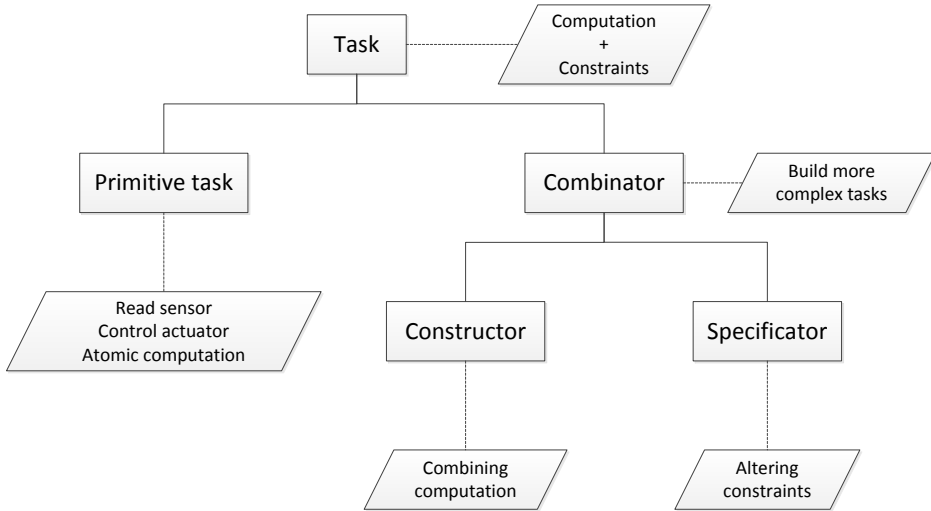 Task
Computation
+
Constraints
Primitive task
Combinator
Build more
complex tasks
Read sensor
Control actuator
Atomic computation
Constructor
Specificator
Combining
computation
Altering
constraints